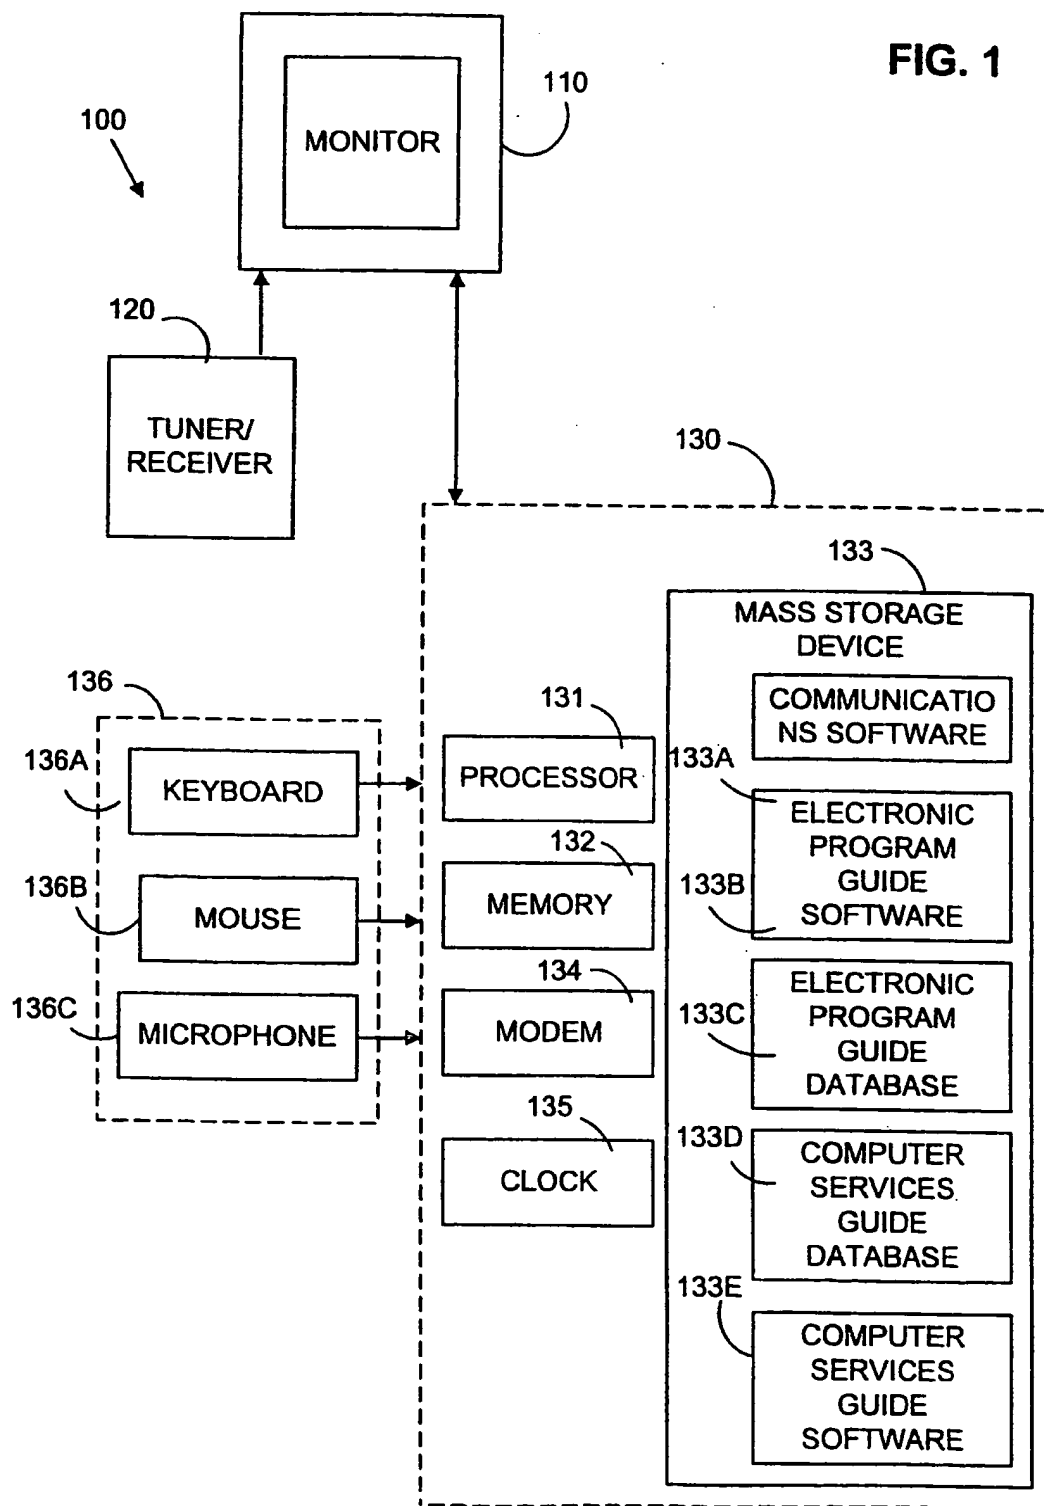 FIG. 1
100
MONITOR
110
120
TUNER/
RECEIVER
130
133
MASS STORAGE
DEVICE
COMMUNICATIO
NS SOFTWARE
133A
ELECTRONIC
PROGRAM
GUIDE
SOFTWARE
133B
ELECTRONIC
PROGRAM
GUIDE
DATABASE
133C
COMPUTER
SERVICES
GUIDE
DATABASE
133D
COMPUTER
SERVICES
GUIDE
SOFTWARE
133E
131
PROCESSOR
132
MEMORY
134
MODEM
135
CLOCK
136
136A
KEYBOARD
136B
MOUSE
136C
MICROPHONE